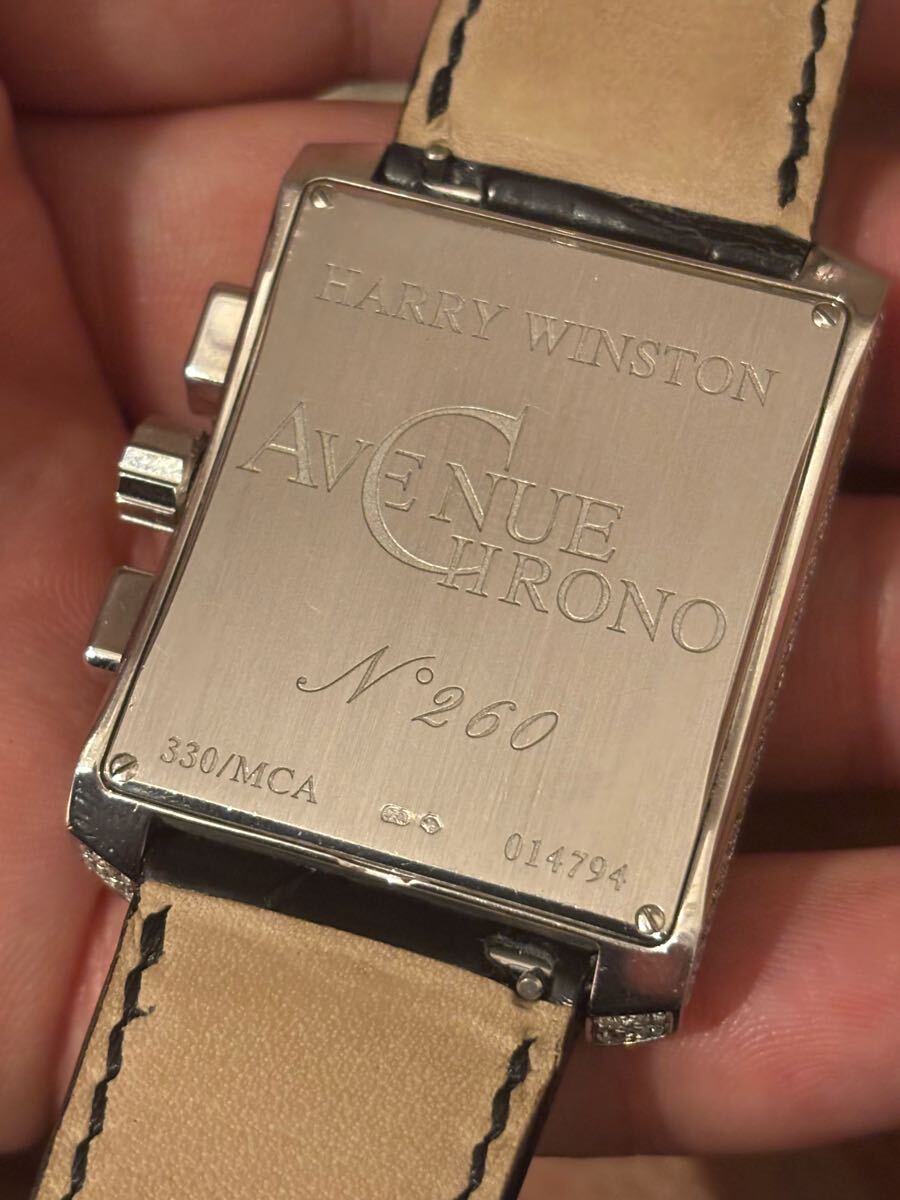 HARRY WINSTON
AVENUE
CHRONO
N° 260
330/MCA
014794